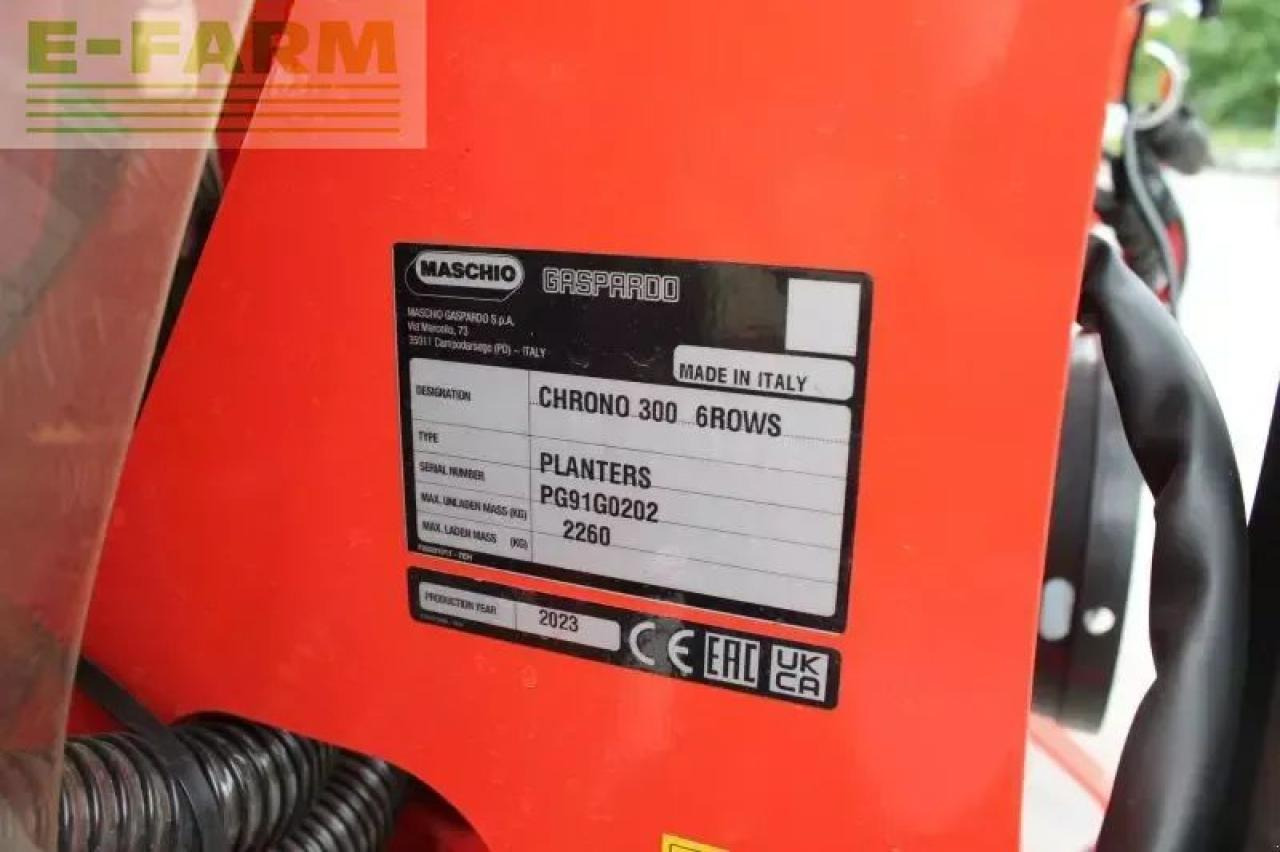 E-FARM
MASCHIO GASPARDO
MASCHIO GASPARDO S.p.A.
Via Marcello, 73
35011 Campodarsego (PD) - ITALY
MADE IN ITALY
DESIGNATION CHRONO 300 6ROWS
TYPE PLANTERS
SERIAL NUMBER PG91G0202
MAX. UNLADEN MASS (KG) 2260
MAX. LADEN MASS (KG)
PRODUCTION YEAR 2023
CE EAC UK CA